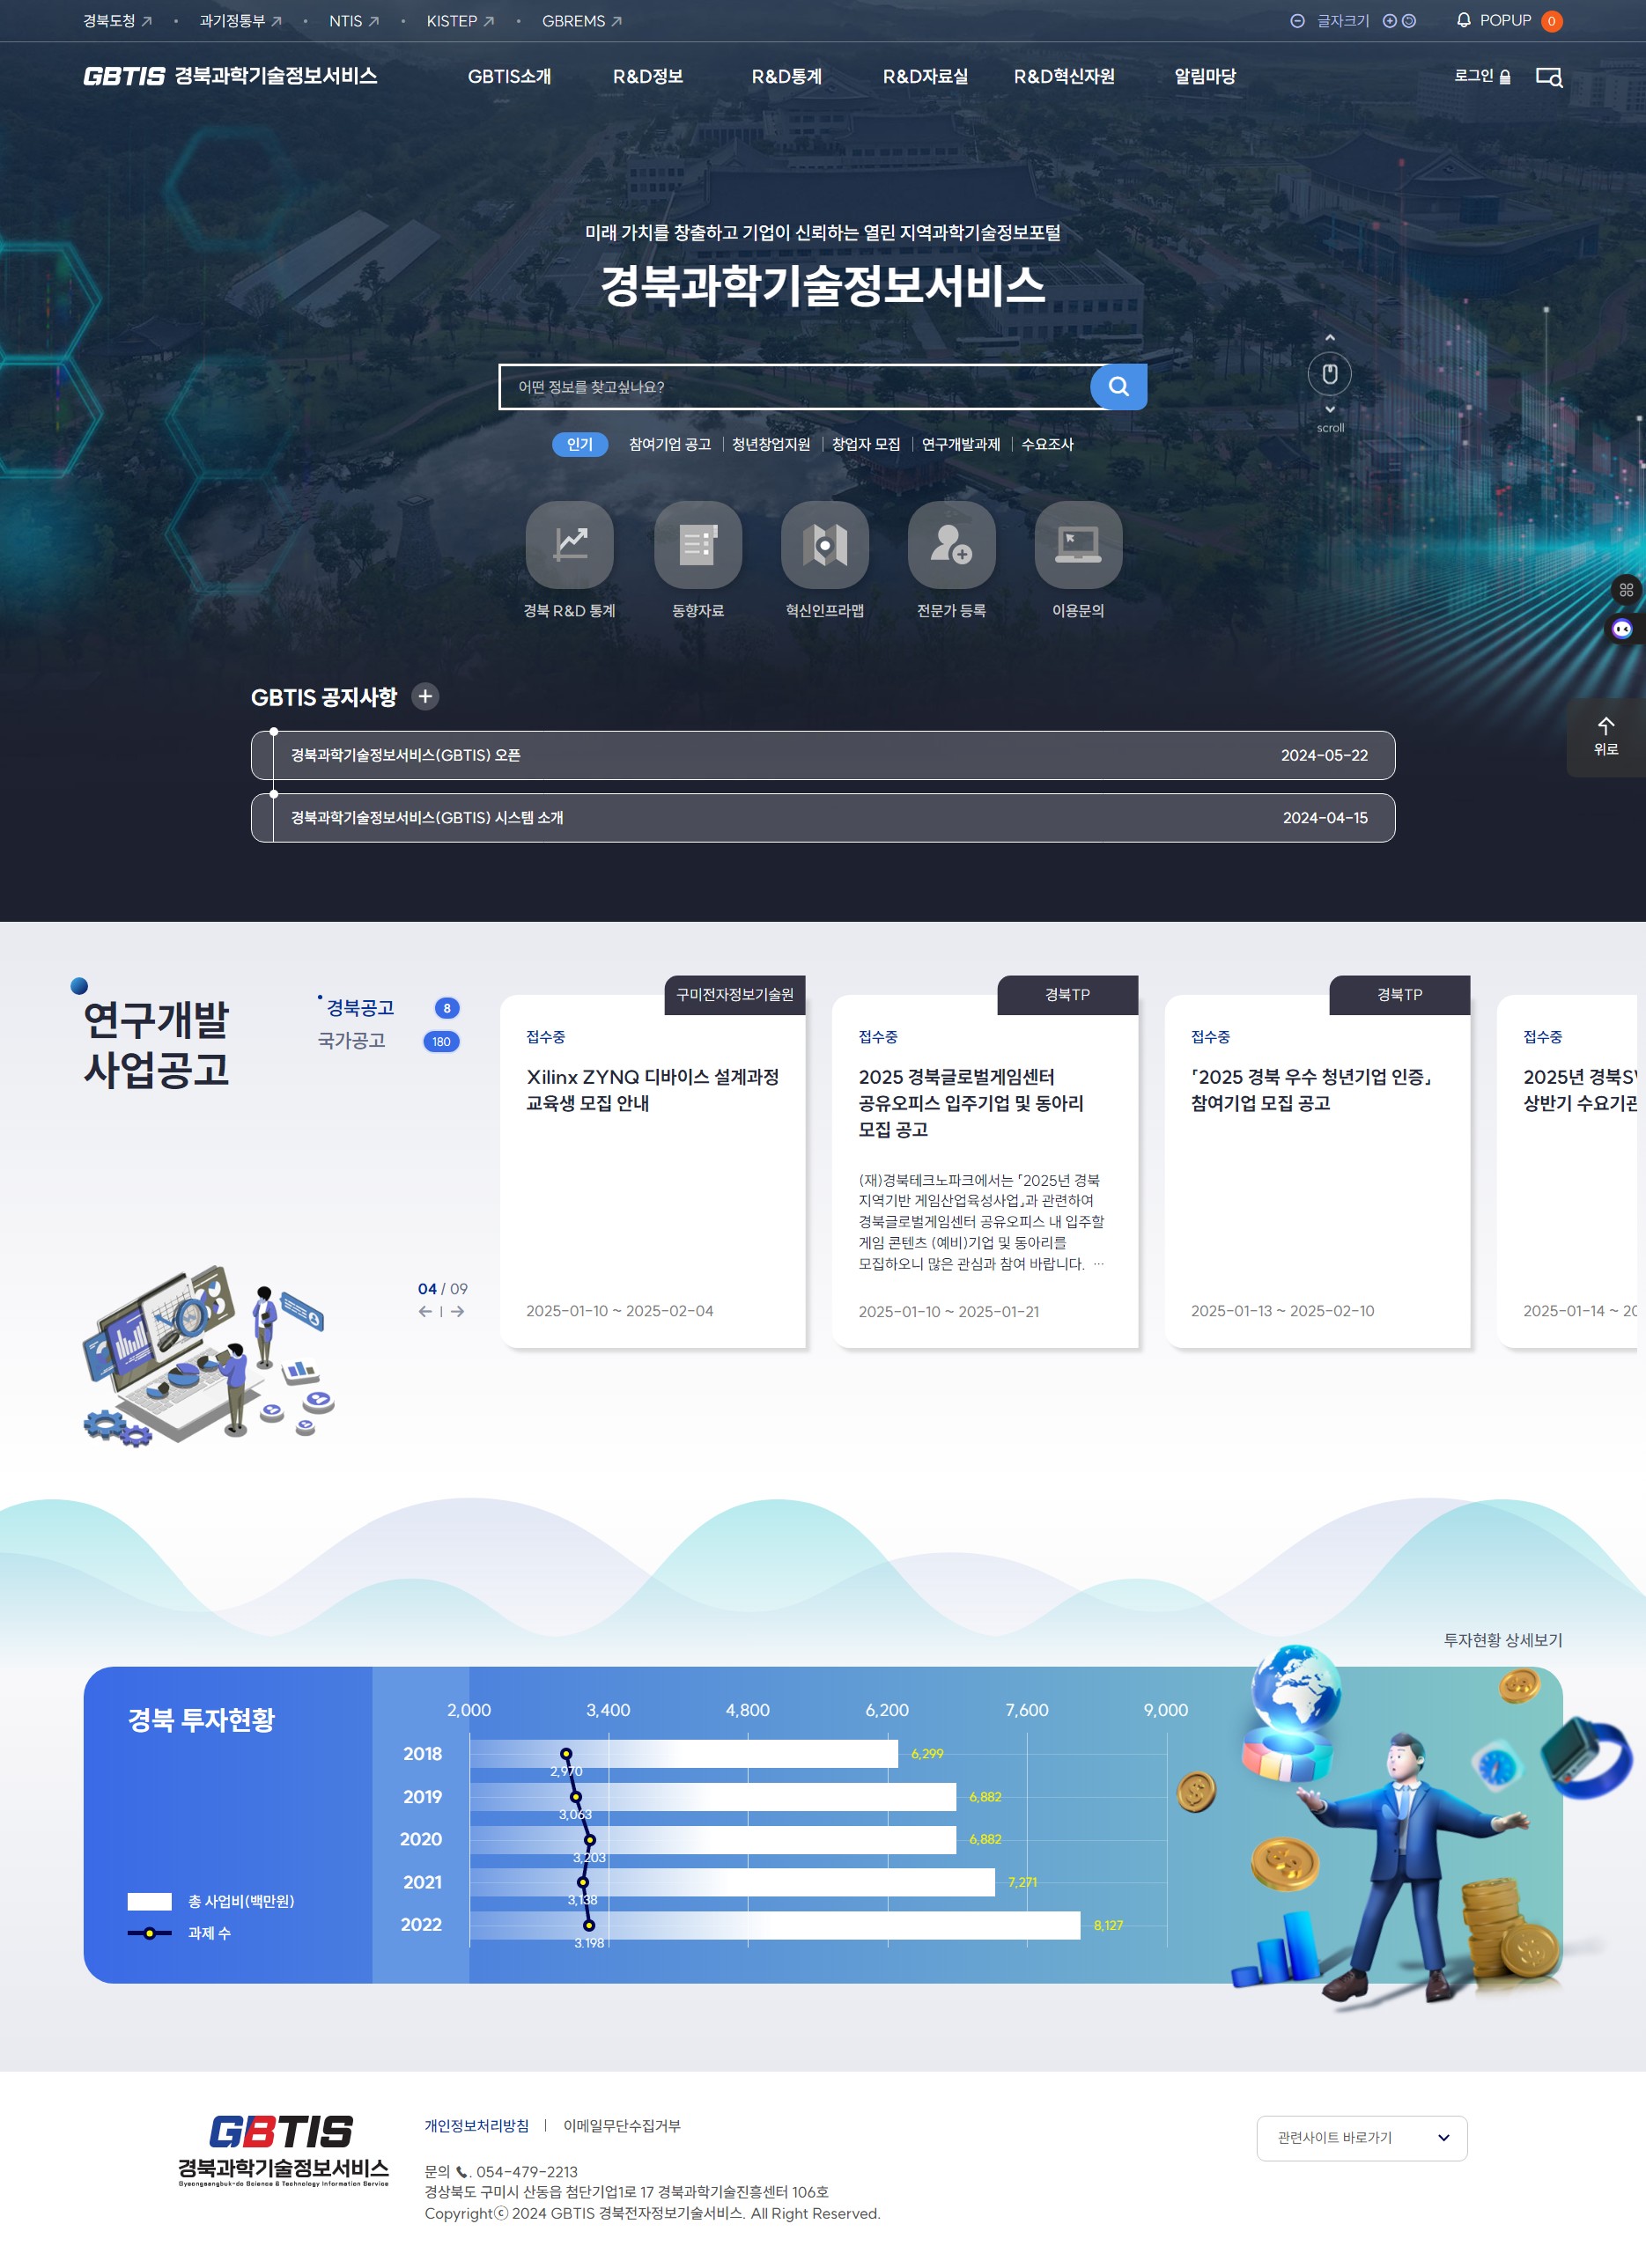 경북도청
과기정통부
NTIS
KISTEP
GBREMS
글자크기
POPUP 0
GBTIS 경북과학기술정보서비스
GBTIS소개
R&D정보
R&D통계
R&D자료실
R&D혁신자원
알림마당
로그인
미래 가치를 창출하고 기업이 신뢰하는 열린 지역과학기술정보포털
경북과학기술정보서비스
어떤 정보를 찾고싶나요?
scroll
인기 참여기업 공고 청년창업지원 창업자 모집 연구개발과제 수요조사
경북 R&D 통계
동향자료
혁신인프라맵
전문가 등록
이용문의
GBTIS 공지사항
위로
경북과학기술정보서비스(GBTIS) 오픈 2024-05-22
경북과학기술정보서비스(GBTIS) 시스템 소개 2024-04-15
연구개발
사업공고
경북공고 8
국가공고 180
04 / 09
구미전자정보기술원
접수중
Xilinx ZYNQ 디바이스 설계과정
교육생 모집 안내
2025-01-10 ~ 2025-02-04
경북TP
접수중
2025 경북글로벌게임센터
공유오피스 입주기업 및 동아리
모집 공고
(재)경북테크노파크에서는 「2025년 경북
지역기반 게임산업육성사업」과 관련하여
경북글로벌게임센터 공유오피스 내 입주할
게임 콘텐츠 (예비)기업 및 동아리를
모집하오니 많은 관심과 참여 바랍니다. …
2025-01-10 ~ 2025-01-21
경북TP
접수중
「2025 경북 우수 청년기업 인증」
참여기업 모집 공고
2025-01-13 ~ 2025-02-10
접수중
2025년 경북S
상반기 수요기관
2025-01-14 ~ 20
투자현황 상세보기
경북 투자현황
2,000 3,400 4,800 6,200 7,600 9,000
2018 6,299
2,970
2019 6,882
3,063
2020 6,882
3,203
2021 7,271
3,138
2022 8,127
3,198
총 사업비(백만원)
과제 수
GBTIS
경북과학기술정보서비스
Gyeongsangbuk-do Science & Technology Information Service
개인정보처리방침
이메일무단수집거부
관련사이트 바로가기
문의 . 054-479-2213
경상북도 구미시 산동읍 첨단기업1로 17 경북과학기술진흥센터 106호
Copyrightⓒ 2024 GBTIS 경북전자정보기술서비스. All Right Reserved.